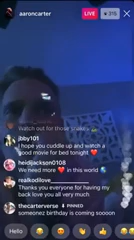 aaroncarter
LIVE
315
Watch out for those snakes
jbby101
I hope you cuddle up and watch a
good movie for bed tonight ❤️
heidijackson0108
We need more ❤️ in this world 🌎
realkodilove_
Thanks you everyone for having my
back love you all very much
thecarterverse 📌 PINNED
someonez birthday is coming sooooon
Hello